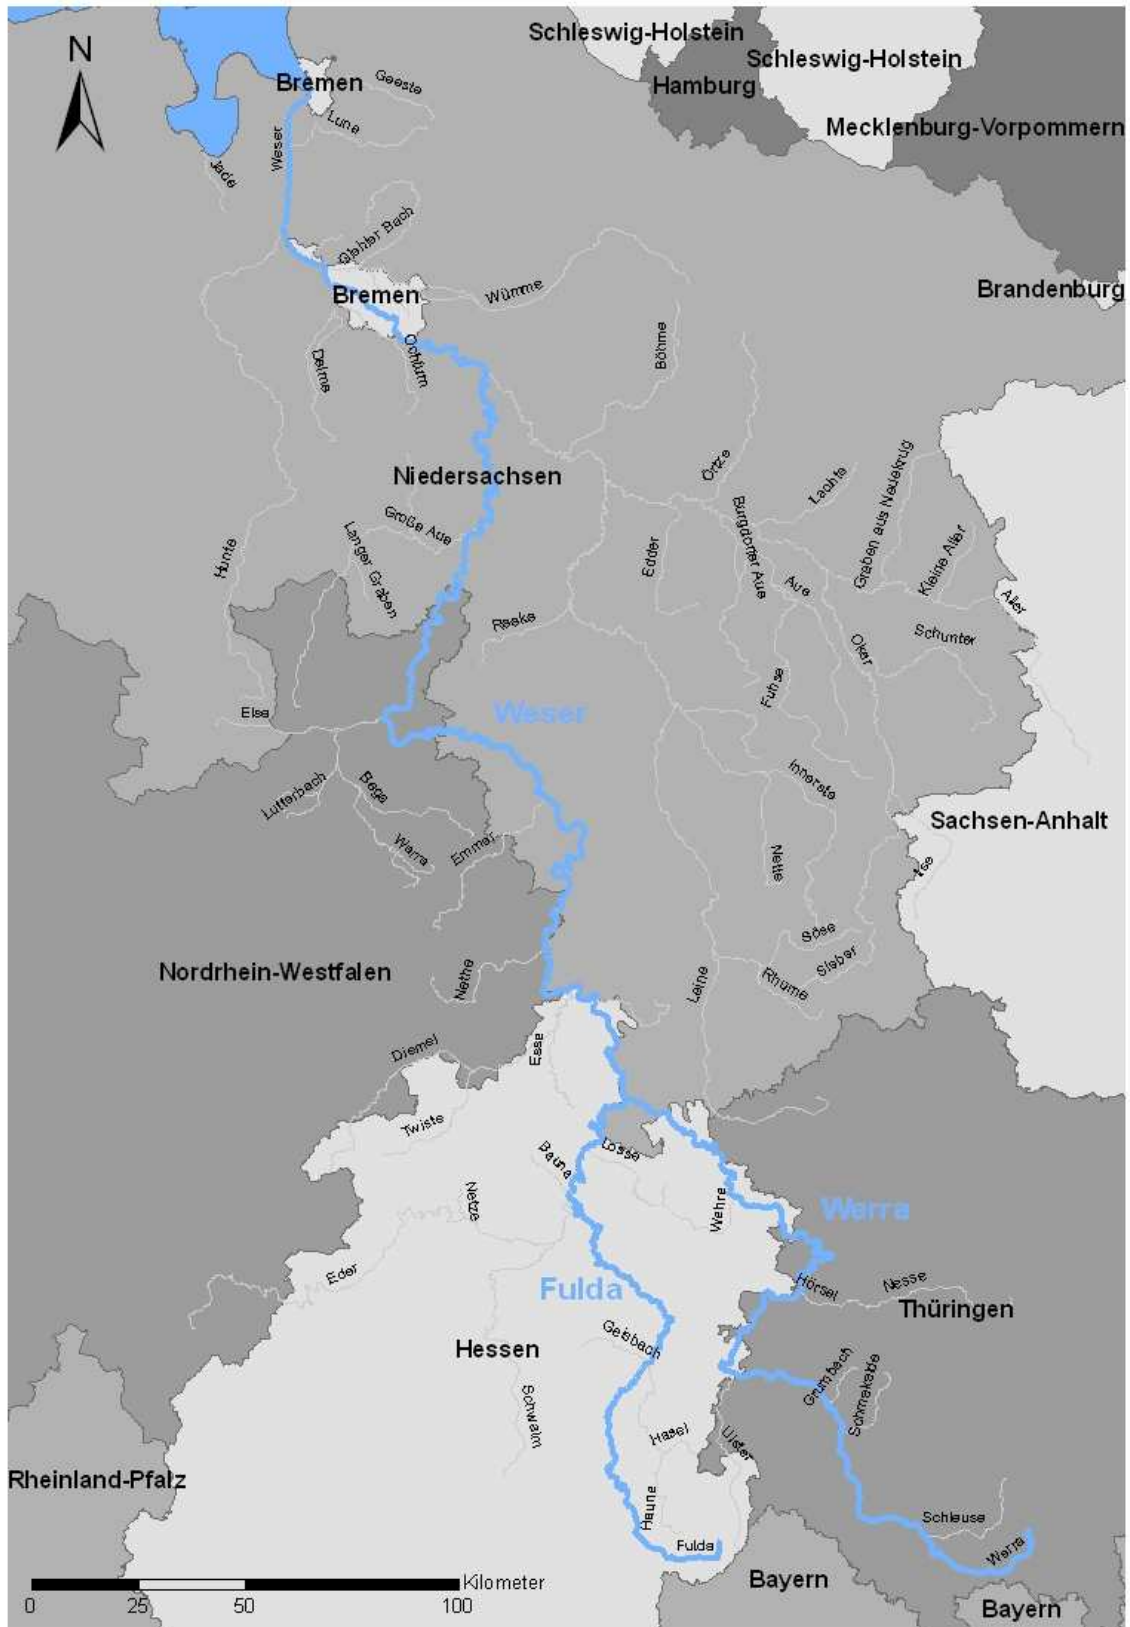 Schleswig-Holstein
N
Schleswig-Holstein
Bremen
Geeste
Hamburg
Lune
Mecklenburg-Vorpommern
Weser
Jade
Giehler Bach
Bremen
Wümme
Brandenburg
Böhme
Ochtum
Delme
Örtze
Niedersachsen
Lachte
Graben aus Neuekrug
Große Aue
Burgdorfer Aue
Hunte
Langer Graben
Edder
Kleine Aller
Aue
Aller
Schunter
Oker
Fuhse
Else
Weser
Innerste
Lutterbach
Bega
Sachsen-Anhalt
Werra
Emmer
Nette
Ilse
Söse
Sieber
Nordrhein-Westfalen
Nethe
Leine
Rhume
Diemel
Esse
Twiste
Losse
Bauna
Netze
Wehre
Werra
Eder
Fulda
Hörsel
Nesse
Thüringen
Geisbach
Hessen
Grumbach
Schmalkalde
Schwalm
Hasel
Ulster
Rheinland-Pfalz
Haune
Schleuse
Fulda
Werra
Bayern
Kilometer
0 25 50 100
Bayern